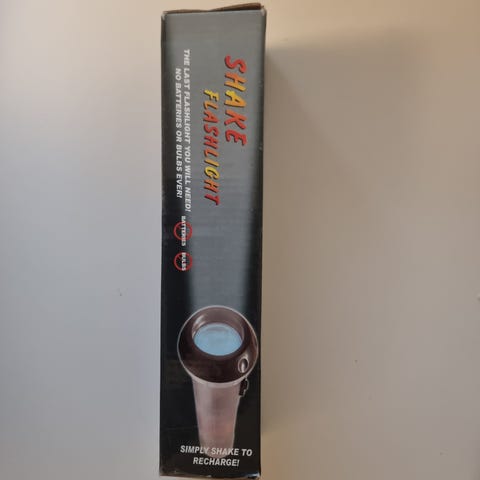 SHAKE
FLASHLIGHT
THE LAST FLASHLIGHT YOU WILL NEED!
NO BATTERIES OR BULBS EVER!
BATTERIES
BULBS
SIMPLY SHAKE TO
RECHARGE!